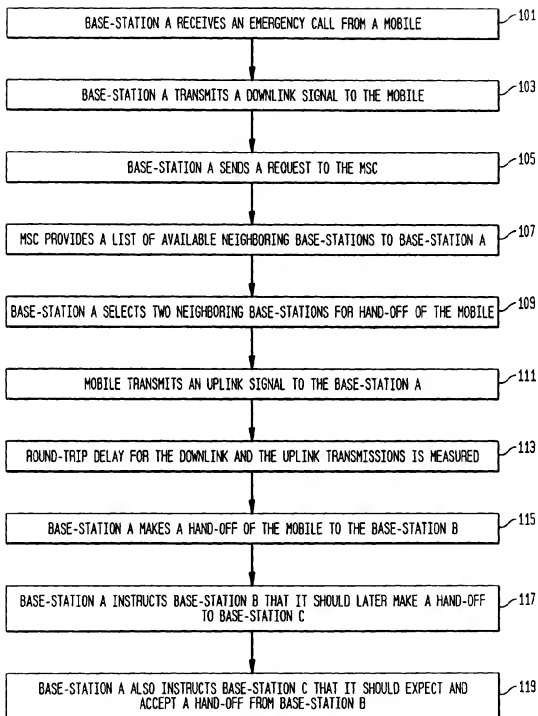 BASE-STATION A RECEIVES AN EMERGENCY CALL FROM A MOBILE
101
BASE-STATION A TRANSMITS A DOWNLINK SIGNAL TO THE MOBILE
103
BASE-STATION A SENDS A REQUEST TO THE MSC
105
MSC PROVIDES A LIST OF AVAILABLE NEIGHBORING BASE-STATIONS TO BASE-STATION A
107
BASE-STATION A SELECTS TWO NEIGHBORING BASE-STATIONS FOR HAND-OFF OF THE MOBILE
109
MOBILE TRANSMITS AN UPLINK SIGNAL TO THE BASE-STATION A
111
ROUND-TRIP DELAY FOR THE DOWNLINK AND THE UPLINK TRANSMISSIONS IS MEASURED
113
BASE-STATION A MAKES A HAND-OFF OF THE MOBILE TO THE BASE-STATION B
115
BASE-STATION A INSTRUCTS BASE-STATION B THAT IT SHOULD LATER MAKE A HAND-OFF
TO BASE-STATION C
117
BASE-STATION A ALSO INSTRUCTS BASE-STATION C THAT IT SHOULD EXPECT AND
ACCEPT A HAND-OFF FROM BASE-STATION B
119